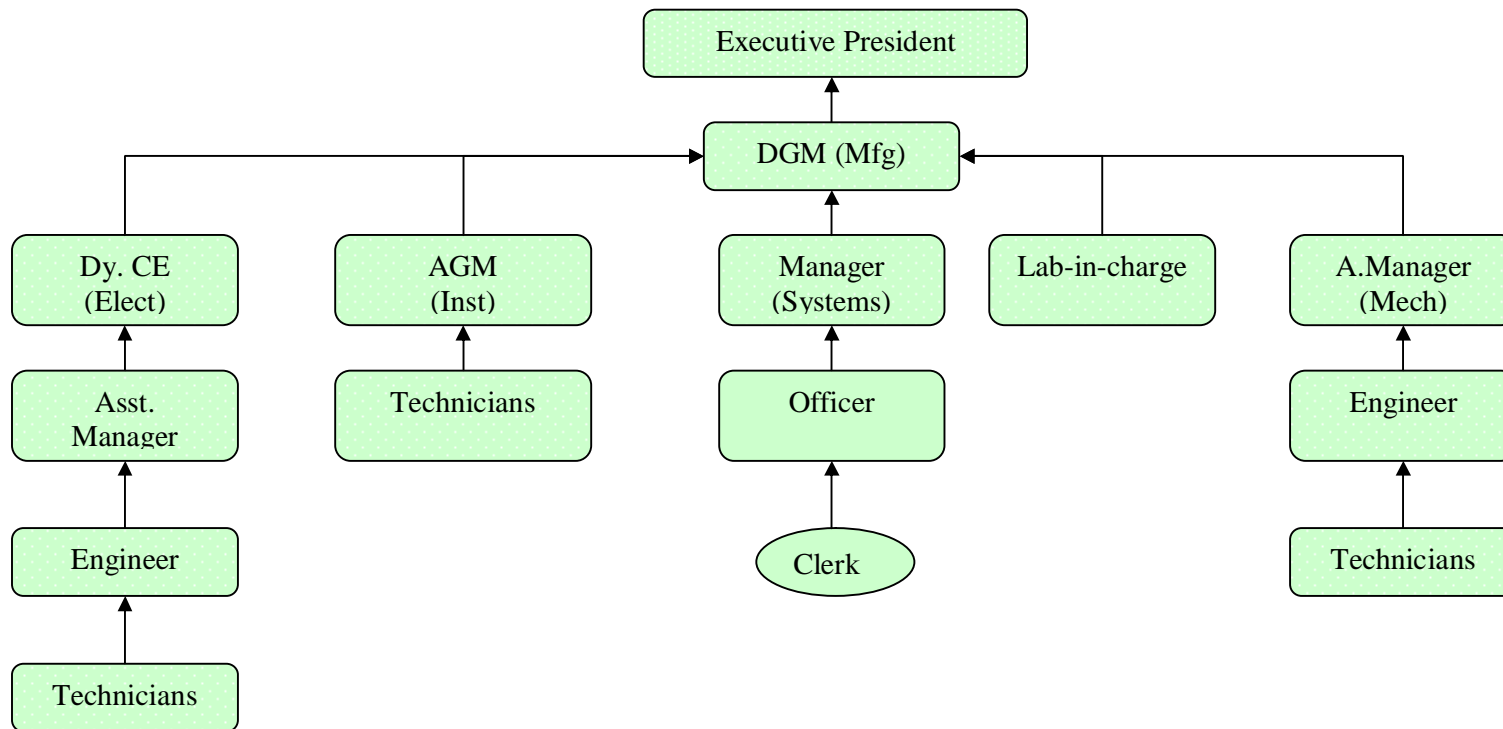 Executive President
DGM (Mfg)
Dy. CE
(Elect)
AGM
(Inst)
Manager
(Systems)
Lab-in-charge
A.Manager
(Mech)
Asst.
Manager
Technicians
Officer
Engineer
Engineer
Clerk
Technicians
Technicians